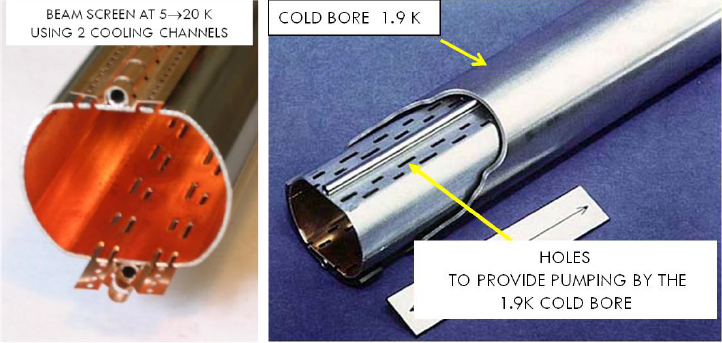 BEAM SCREEN AT 5→20 K
USING 2 COOLING CHANNELS
COLD BORE 1.9 K
HOLES
TO PROVIDE PUMPING BY THE
1.9K COLD BORE